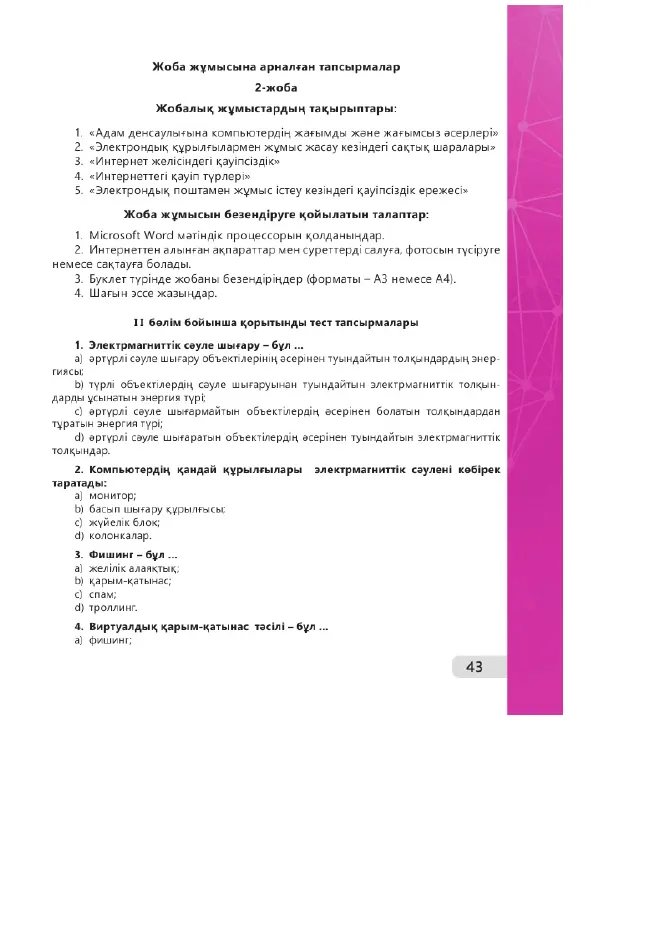 Жоба жұмысына арналған тапсырмалар
2-жоба
Жобалық жұмыстардың тақырыптары:
1. «Адам денсаулығына компьютердің жағымды және жағымсыз әсерлері»
2. «Электрондық құрылғылармен жұмыс жасау кезіндегі сақтық шаралары»
3. «Интернет желісіндегі қауіпсіздік»
4. «Интернеттегі қауіп түрлері»
5. «Электрондық поштамен жұмыс істеу кезіндегі қауіпсіздік ережесі»
Жоба жұмысын безендіруге қойылатын талаптар:
1. Microsoft Word мәтіндік процессорын қолданыңдар.
2. Интернеттен алынған ақпараттар мен суреттерді салуға, фотосын түсіруге
немесе сақтауға болады.
3. Буклет түрінде жобаны безендіріңдер (форматы – А3 немесе А4).
4. Шағын эссе жазыңдар.
II бөлім бойынша қорытынды тест тапсырмалары
1. Электрмагниттік сәуле шығару – бұл ...
a) әртүрлі сәуле шығару объектілерінің әсерінен туындайтын толқындардың энер-
гиясы;
b) түрлі объектілердің сәуле шығаруынан туындайтын электрмагниттік толқын-
дарды ұсынатын энергия түрі;
c) әртүрлі сәуле шығармайтын объектілердің әсерінен болатын толқындардан
тұратын энергия түрі;
d) әртүрлі сәуле шығаратын объектілердің әсерінен туындайтын электрмагниттік
толқындар.
2. Компьютердің қандай құрылғылары электрмагниттік сәулені көбірек
таратады:
a) монитор;
b) басып шығару құрылғысы;
c) жүйелік блок;
d) колонкалар.
3. Фишинг – бұл ...
a) желілік алаяқтық;
b) қарым-қатынас;
c) спам;
d) троллинг.
4. Виртуалдық қарым-қатынас тәсілі – бұл ...
a) фишинг;
43